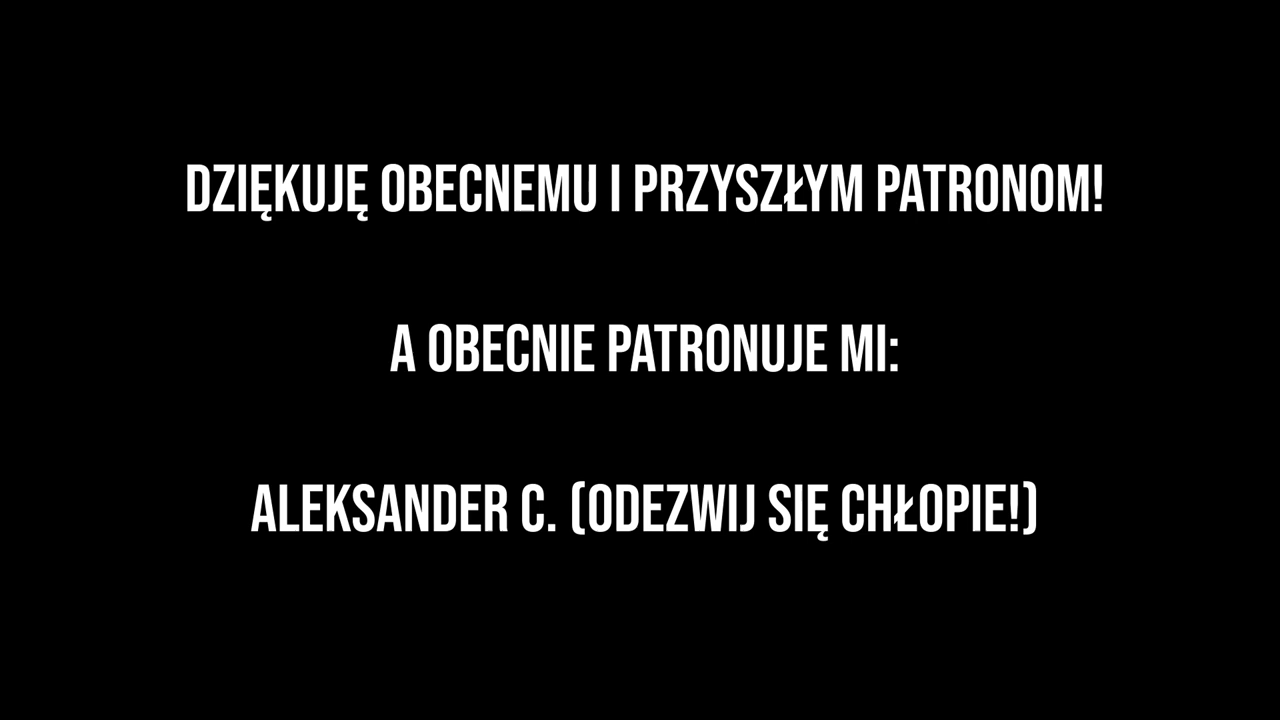 DZIĘKUJĘ OBECNEMU I PRZYSZŁYM PATRONOM!
A OBECNIE PATRONUJE MI:
ALEKSANDER C. (ODEZWIJ SIĘ CHŁOPIE!)